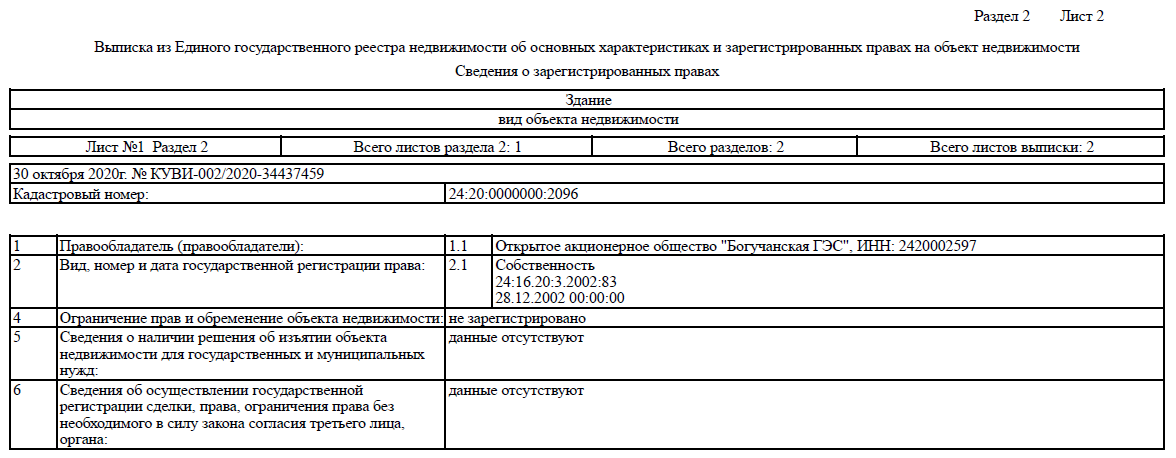 Раздел 2 Лист 2
Выписка из Единого государственного реестра недвижимости об основных характеристиках и зарегистрированных правах на объект недвижимости
Сведения о зарегистрированных правах
Здание
вид объекта недвижимости
Лист №1 Раздел 2 Всего листов раздела 2: 1 Всего разделов: 2 Всего листов выписки: 2
30 октября 2020г. № КУВИ-002/2020-34437459
Кадастровый номер: 24:20:0000000:2096
1 Правообладатель (правообладатели): 1.1 Открытое акционерное общество "Богучанская ГЭС", ИНН: 2420002597
2 Вид, номер и дата государственной регистрации права: 2.1 Собственность
24:16.20:3.2002:83
28.12.2002 00:00:00
4 Ограничение прав и обременение объекта недвижимости: не зарегистрировано
5 Сведения о наличии решения об изъятии объекта данные отсутствуют
недвижимости для государственных и муниципальных
нужд:
6 Сведения об осуществлении государственной данные отсутствуют
регистрации сделки, права, ограничения права без
необходимого в силу закона согласия третьего лица,
органа: